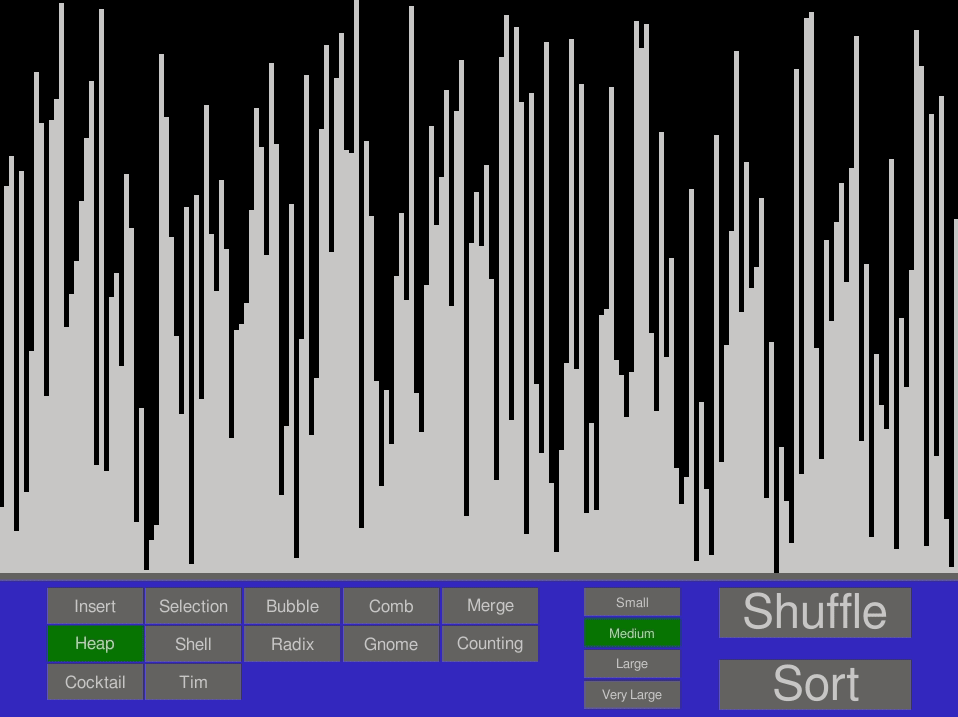 Insert
Selection
Bubble
Comb
Merge
Heap
Shell
Radix
Gnome
Counting
Cocktail
Tim
Small
Medium
Large
Very Large
Shuffle
Sort